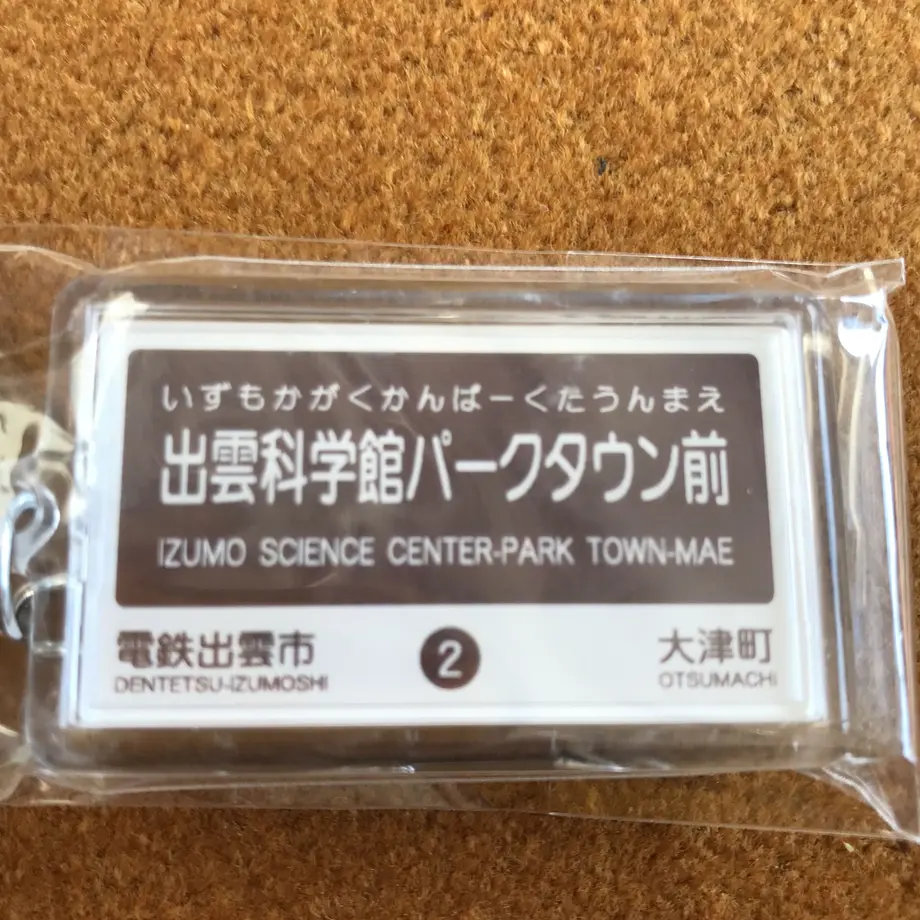 いずもかがくかんぱーくたうんまえ
出雲科学館パークタウン前
IZUMO SCIENCE CENTER-PARK TOWN-MAE
電鉄出雲市 2 大津町
DENTETSU-IZUMOSHI OTSUMACHI